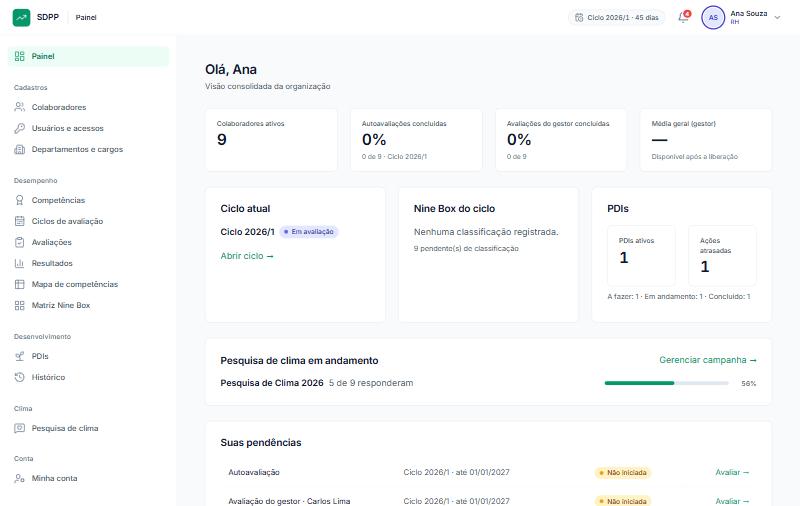 SDPP
Painel
Ciclo 2026/1 · 45 dias
4
AS
Ana Souza
RH
Painel
Cadastros
Colaboradores
Usuários e acessos
Departamentos e cargos
Desempenho
Competências
Ciclos de avaliação
Avaliações
Resultados
Mapa de competências
Matriz Nine Box
Desenvolvimento
PDIs
Histórico
Clima
Pesquisa de clima
Conta
Minha conta
Olá, Ana
Visão consolidada da organização
Colaboradores ativos
9
Autoavaliações concluídas
0%
0 de 9 · Ciclo 2026/1
Avaliações do gestor concluídas
0%
0 de 9
Média geral (gestor)
—
Disponível após a liberação
Ciclo atual
Ciclo 2026/1 Em avaliação
Abrir ciclo →
Nine Box do ciclo
Nenhuma classificação registrada.
9 pendente(s) de classificação
PDIs
PDIs ativos
1
Ações
atrasadas
1
A fazer: 1 · Em andamento: 1 · Concluído: 1
Pesquisa de clima em andamento
Gerenciar campanha →
Pesquisa de Clima 2026 5 de 9 responderam
56%
Suas pendências
Autoavaliação Ciclo 2026/1 · até 01/01/2027 Não iniciada Avaliar →
Avaliação do gestor · Carlos Lima Ciclo 2026/1 · até 01/01/2027 Não iniciada Avaliar →